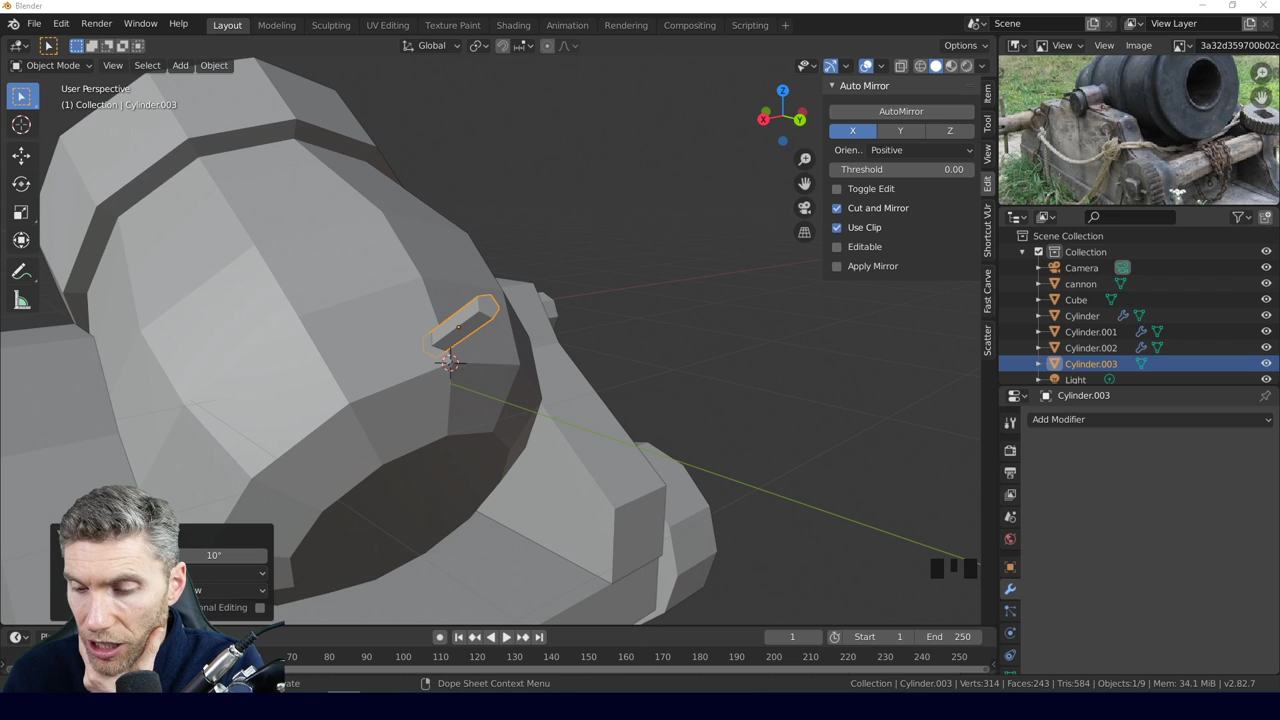 Blender
File Edit Render Window Help
Layout Modeling Sculpting UV Editing Texture Paint Shading Animation Rendering Compositing Scripting +
Scene View Layer
Global Options
Object Mode View Select Add Object
View View Image 3a32d359700b02c
User Perspective
(1) Collection | Cylinder.003
Z
X
Y
Auto Mirror
AutoMirror
X Y Z
Orien.. Positive
Threshold 0.00
Toggle Edit
Cut and Mirror
Use Clip
Editable
Apply Mirror
Item
Tool
View
Edit
Shortcut VUr
Fast Carve
Scatter
Scene Collection
Collection
Camera
cannon
Cube
Cylinder
Cylinder.001
Cylinder.002
Cylinder.003
Light
Cylinder.003
Add Modifier
10°
w
onal Editing
1 Start 1 End 250
70 80 90 100 110 120 130 140 150 160 170 180 190 200 210 220 230 240 250
tate Dope Sheet Context Menu Collection | Cylinder.003 | Verts:314 | Faces:243 | Tris:584 | Objects:1/9 | Mem: 34.1 MiB | v2.82.7